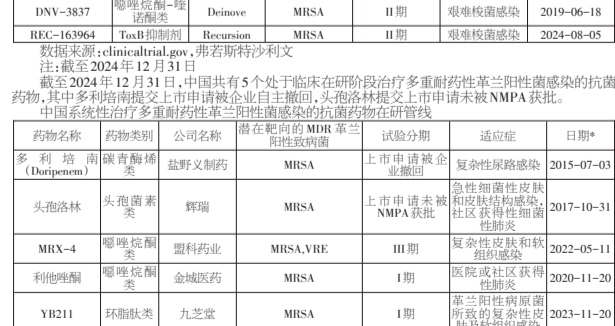 DNV-3837 噁唑烷酮-喹诺酮类 Deinove MRSA II期 艰难梭菌感染 2019-06-18
REC-163964 ToxB抑制剂 Recursion MRSA II期 艰难梭菌感染 2024-08-05
数据来源:clinicaltrial.gov,弗若斯特沙利文
注:截至2024年12月31日
截至2024年12月31日,中国共有5个处于临床在研阶段治疗多重耐药性革兰阳性菌感染的抗菌
药物,其中多利培南提交上市申请被企业自主撤回,头孢洛林提交上市申请未被NMPA获批。
中国系统性治疗多重耐药性革兰阳性菌感染的抗菌药物在研管线
药物名称 药物类别 公司名称 潜在靶向的MDR革兰阳性致病菌 试验分期 适应症 日期*
多利培南(Doripenem) 碳青酶烯类 盐野义制药 MRSA 上市申请被企业撤回 复杂性尿路感染 2015-07-03
头孢洛林 头孢菌素类 辉瑞 MRSA 上市申请未被NMPA获批 急性细菌性皮肤和皮肤结构感染,社区获得性细菌性肺炎 2017-10-31
MRX-4 噁唑烷酮类 盟科药业 MRSA,VRE III期 复杂性皮肤和软组织感染 2022-05-11
利他唑酮 噁唑烷酮类 金城医药 MRSA I期 医院或社区获得性肺炎 2020-11-20
YB211 环脂肽类 九芝堂 MRSA I期 革兰阳性病原菌所致的复杂性皮肤及软组织感染 2023-11-20